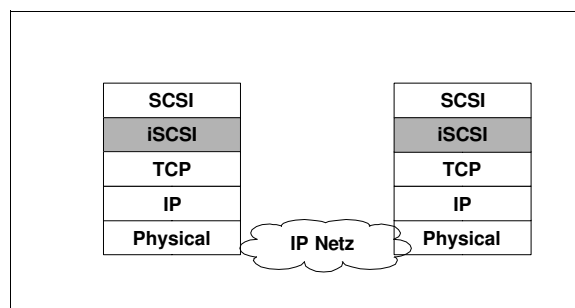 SCSI
iSCSI
TCP
IP
Physical
IP Netz
SCSI
iSCSI
TCP
IP
Physical